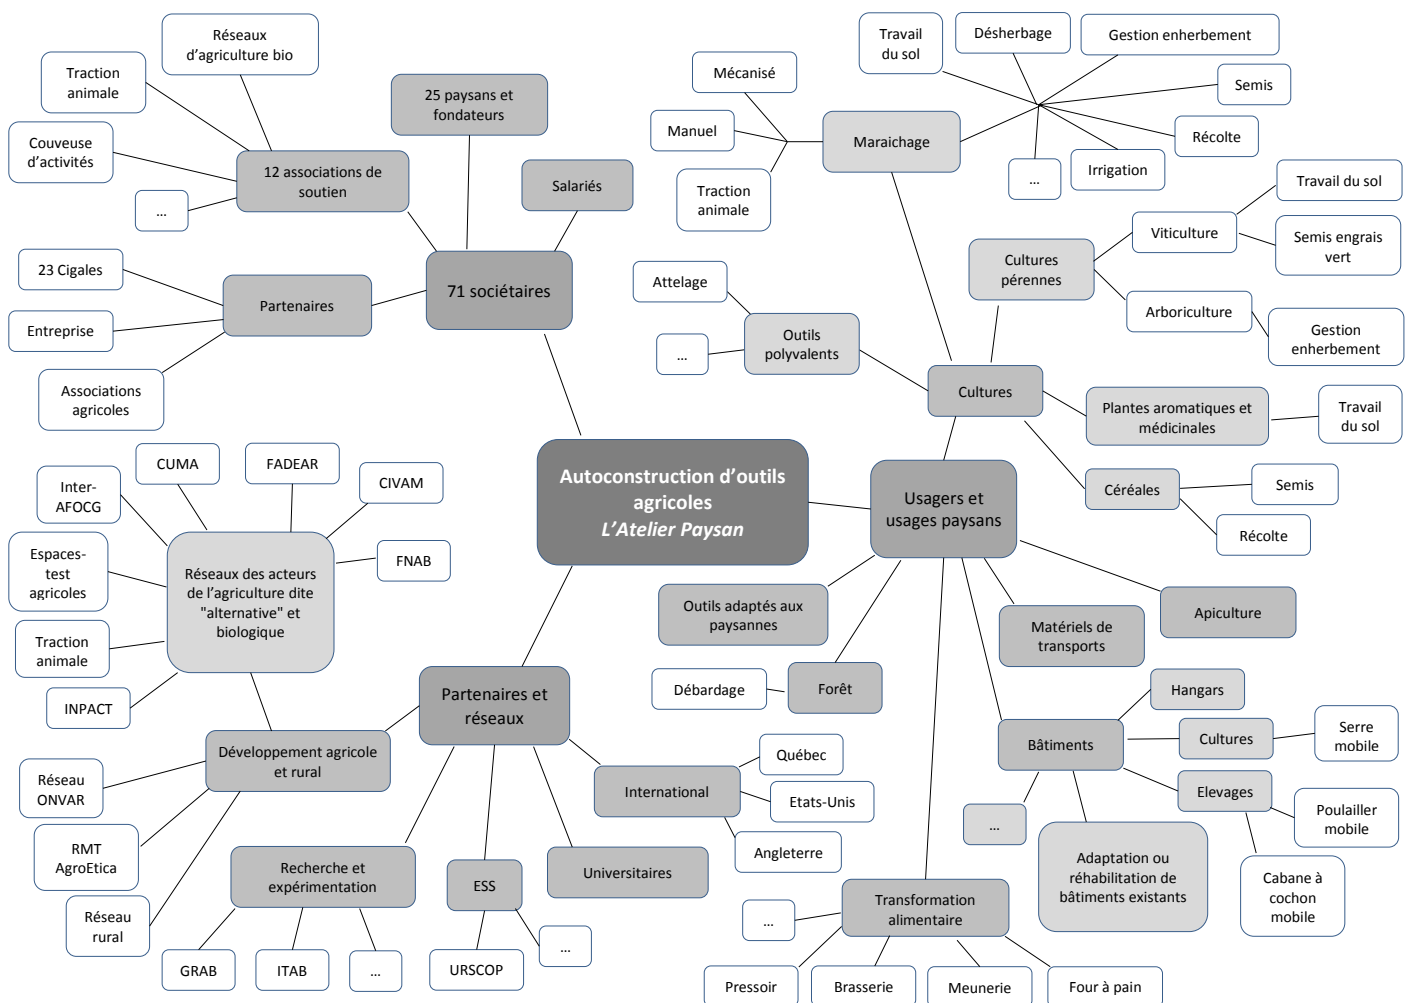 Réseaux
d'agriculture bio
Traction
animale
Couveuse
d'activités
...
12 associations de
soutien
25 paysans et
fondateurs
Salariés
23 Cigales
Entreprise
Associations
agricoles
Partenaires
71 sociétaires
Mécanisé
Manuel
Traction
animale
Maraichage
Travail
du sol
Désherbage
Gestion enherbement
Semis
Récolte
Irrigation
...
Attelage
...
Outils
polyvalents
Cultures
pérennes
Viticulture
Travail du sol
Semis engrais
vert
Arboriculture
Gestion
enherbement
Cultures
Plantes aromatiques et
médicinales
Travail
du sol
Céréales
Semis
Récolte
Autoconstruction d'outils
agricoles
L'Atelier Paysan
Usagers et
usages paysans
CUMA
FADEAR
CIVAM
Inter-
AFOCG
FNAB
Espaces-
test
agricoles
Réseaux des acteurs
de l'agriculture dite
"alternative" et
biologique
Traction
animale
INPACT
Outils adaptés aux
paysannes
Forêt
Débardage
Matériels de
transports
Apiculture
Partenaires et
réseaux
Développement agricole
et rural
Réseau
ONVAR
RMT
AgroEtica
Réseau
rural
International
Québec
Etats-Unis
Angleterre
Recherche et
expérimentation
GRAB
ITAB
...
ESS
URSCOP
...
Universitaires
Bâtiments
Hangars
Cultures
Serre
mobile
Elevages
Poulailler
mobile
Cabane à
cochon
mobile
...
Adaptation ou
réhabilitation de
bâtiments existants
Transformation
alimentaire
...
Pressoir
Brasserie
Meunerie
Four à pain